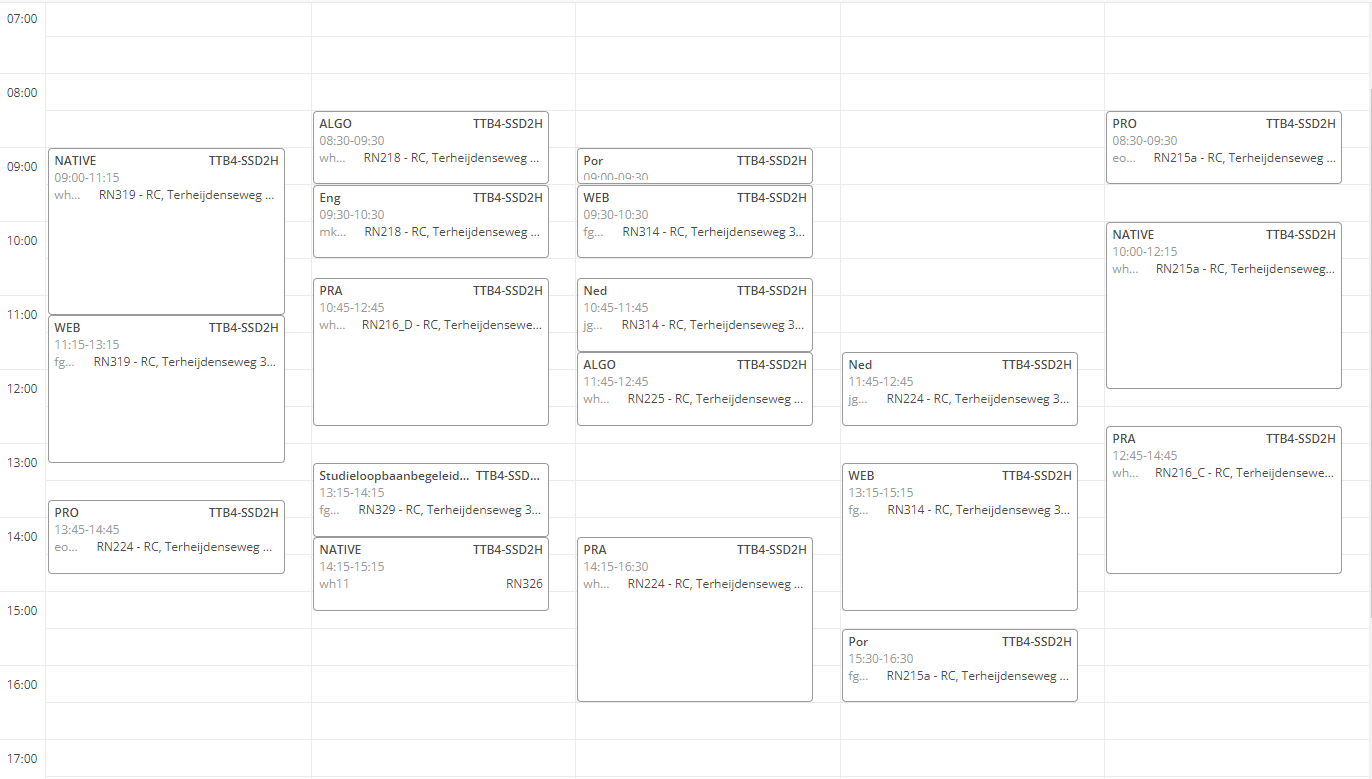 07:00
08:00
09:00
10:00
11:00
12:00
13:00
14:00
15:00
16:00
17:00
NATIVE TTB4-SSD2H
09:00-11:15
wh... RN319 - RC, Terheijdenseweg ...
WEB TTB4-SSD2H
11:15-13:15
fg... RN319 - RC, Terheijdenseweg 3...
PRO TTB4-SSD2H
13:45-14:45
eo... RN224 - RC, Terheijdenseweg ...
ALGO TTB4-SSD2H
08:30-09:30
wh... RN218 - RC, Terheijdenseweg ...
Eng TTB4-SSD2H
09:30-10:30
mk... RN218 - RC, Terheijdenseweg ...
PRA TTB4-SSD2H
10:45-12:45
wh... RN216_D - RC, Terheijdensewe...
Studieloopbaanbegeleid... TTB4-SSD...
13:15-14:15
fg... RN329 - RC, Terheijdenseweg 3...
NATIVE TTB4-SSD2H
14:15-15:15
wh11 RN326
Por TTB4-SSD2H
09:00-09:30
WEB TTB4-SSD2H
09:30-10:30
fg... RN314 - RC, Terheijdenseweg 3...
Ned TTB4-SSD2H
10:45-11:45
jg... RN314 - RC, Terheijdenseweg 3...
ALGO TTB4-SSD2H
11:45-12:45
wh... RN225 - RC, Terheijdenseweg ...
PRA TTB4-SSD2H
14:15-16:30
wh... RN224 - RC, Terheijdenseweg ...
Ned TTB4-SSD2H
11:45-12:45
jg... RN224 - RC, Terheijdenseweg 3...
WEB TTB4-SSD2H
13:15-15:15
fg... RN314 - RC, Terheijdenseweg 3...
Por TTB4-SSD2H
15:30-16:30
fg... RN215a - RC, Terheijdenseweg ...
PRO TTB4-SSD2H
08:30-09:30
eo... RN215a - RC, Terheijdenseweg ...
NATIVE TTB4-SSD2H
10:00-12:15
wh... RN215a - RC, Terheijdenseweg...
PRA TTB4-SSD2H
12:45-14:45
wh... RN216_C - RC, Terheijdensewe...